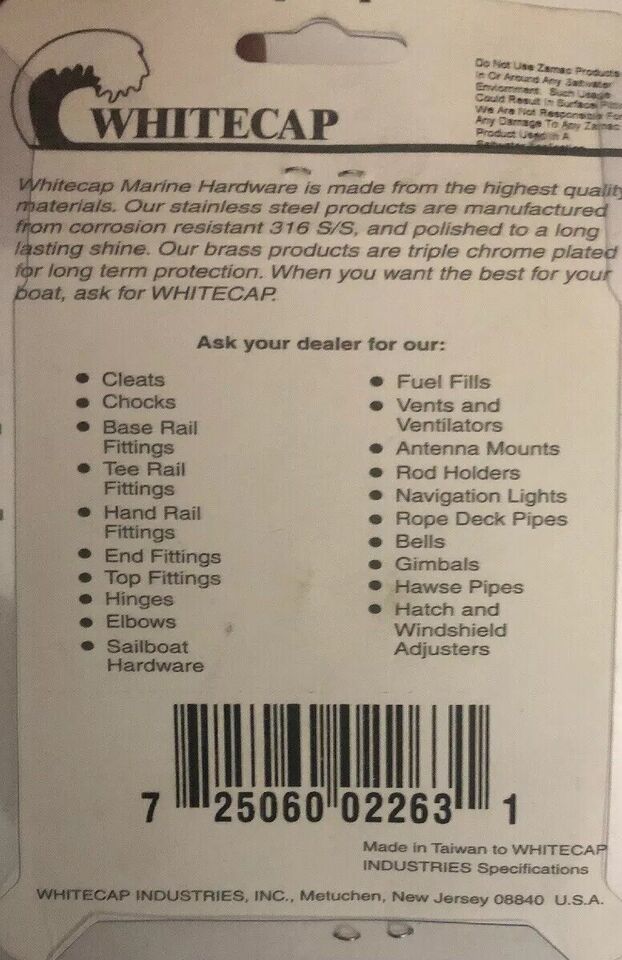 WHITECAP
Do Not Use Zamac Products
In Or Around Any Saltwater
Enviornment. Such Usage
Could Result In Surface
We Are Not Responsible For
Any Damage To Any Zamac
Product Used In A
Whitecap Marine Hardware is made from the highest quality
materials. Our stainless steel products are manufactured
from corrosion resistant 316 S/S, and polished to a long
lasting shine. Our brass products are triple chrome plated
for long term protection. When you want the best for your
boat, ask for WHITECAP.
Ask your dealer for our:
• Cleats
• Chocks
• Base Rail
Fittings
• Tee Rail
Fittings
• Hand Rail
Fittings
• End Fittings
• Top Fittings
• Hinges
• Elbows
• Sailboat
Hardware
• Fuel Fills
• Vents and
Ventilators
• Antenna Mounts
• Rod Holders
• Navigation Lights
• Rope Deck Pipes
• Bells
• Gimbals
• Hawse Pipes
• Hatch and
Windshield
Adjusters
7 25060 02263 1
Made in Taiwan to WHITECAP
INDUSTRIES Specifications
WHITECAP INDUSTRIES, INC., Metuchen, New Jersey 08840 U.S.A.